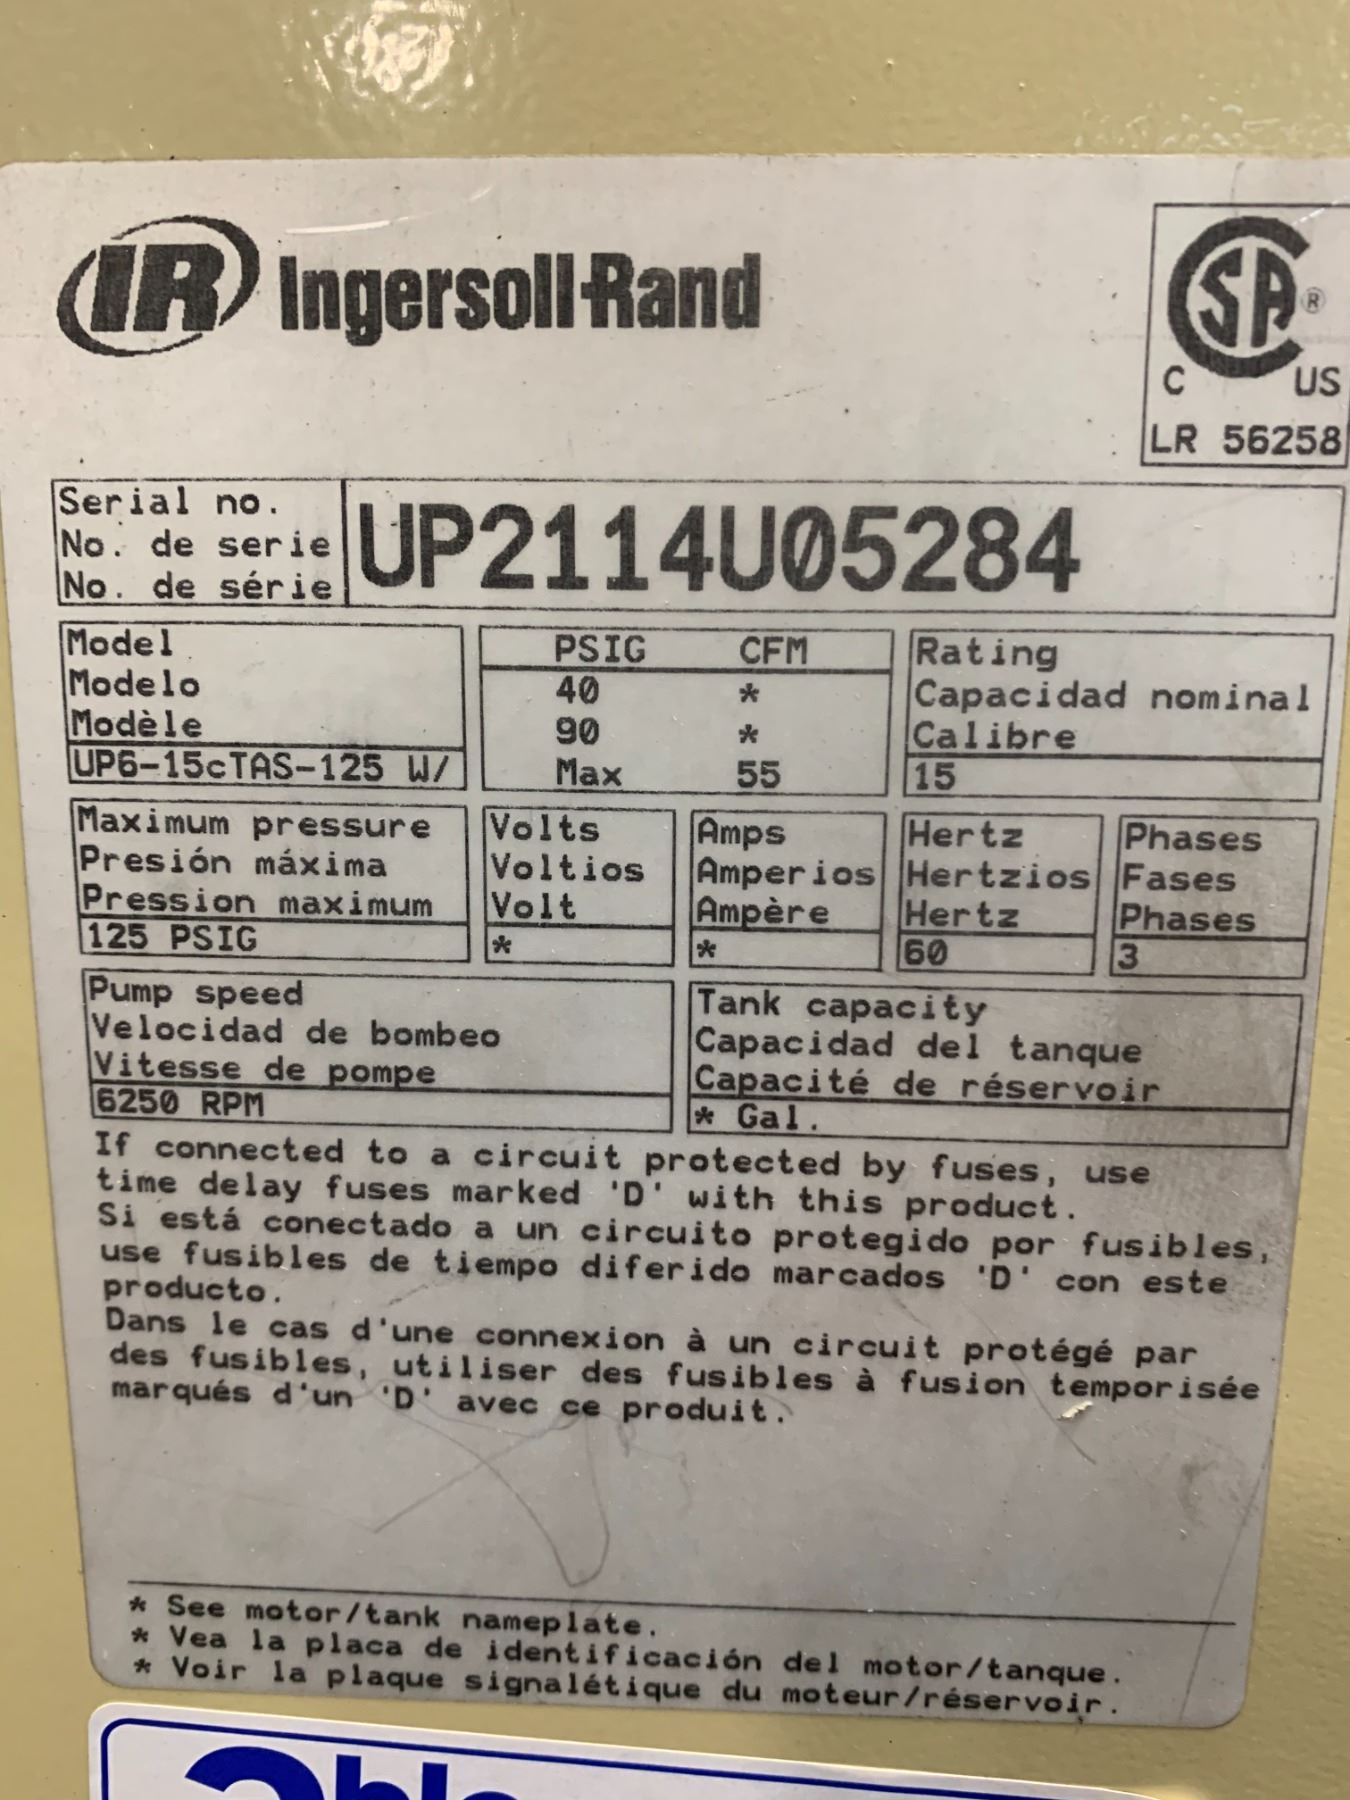 IR Ingersoll-Rand
CSA®
C US
LR 56258
Serial no.
No. de serie
No. de série
UP2114U05284
Model
Modelo
Modèle
UP6-15cTAS-125 W/
PSIG CFM
40 *
90 *
Max 55
Rating
Capacidad nominal
Calibre
15
Maximum pressure
Presión máxima
Pression maximum
125 PSIG
Volts
Voltios
Volt
*
Amps
Amperios
Ampère
*
Hertz
Hertzios
Hertz
60
Phases
Fases
Phases
3
Pump speed
Velocidad de bombeo
Vitesse de pompe
6250 RPM
Tank capacity
Capacidad del tanque
Capacité de réservoir
* Gal.
If connected to a circuit protected by fuses, use
time delay fuses marked 'D' with this product.
Si está conectado a un circuito protegido por fusibles,
use fusibles de tiempo diferido marcados 'D' con este
producto.
Dans le cas d'une connexion à un circuit protégé par
des fusibles, utiliser des fusibles à fusion temporisée
marqués d'un 'D' avec ce produit.
* See motor/tank nameplate.
* Vea la placa de identificación del motor/tanque.
* Voir la plaque signalétique du moteur/réservoir.